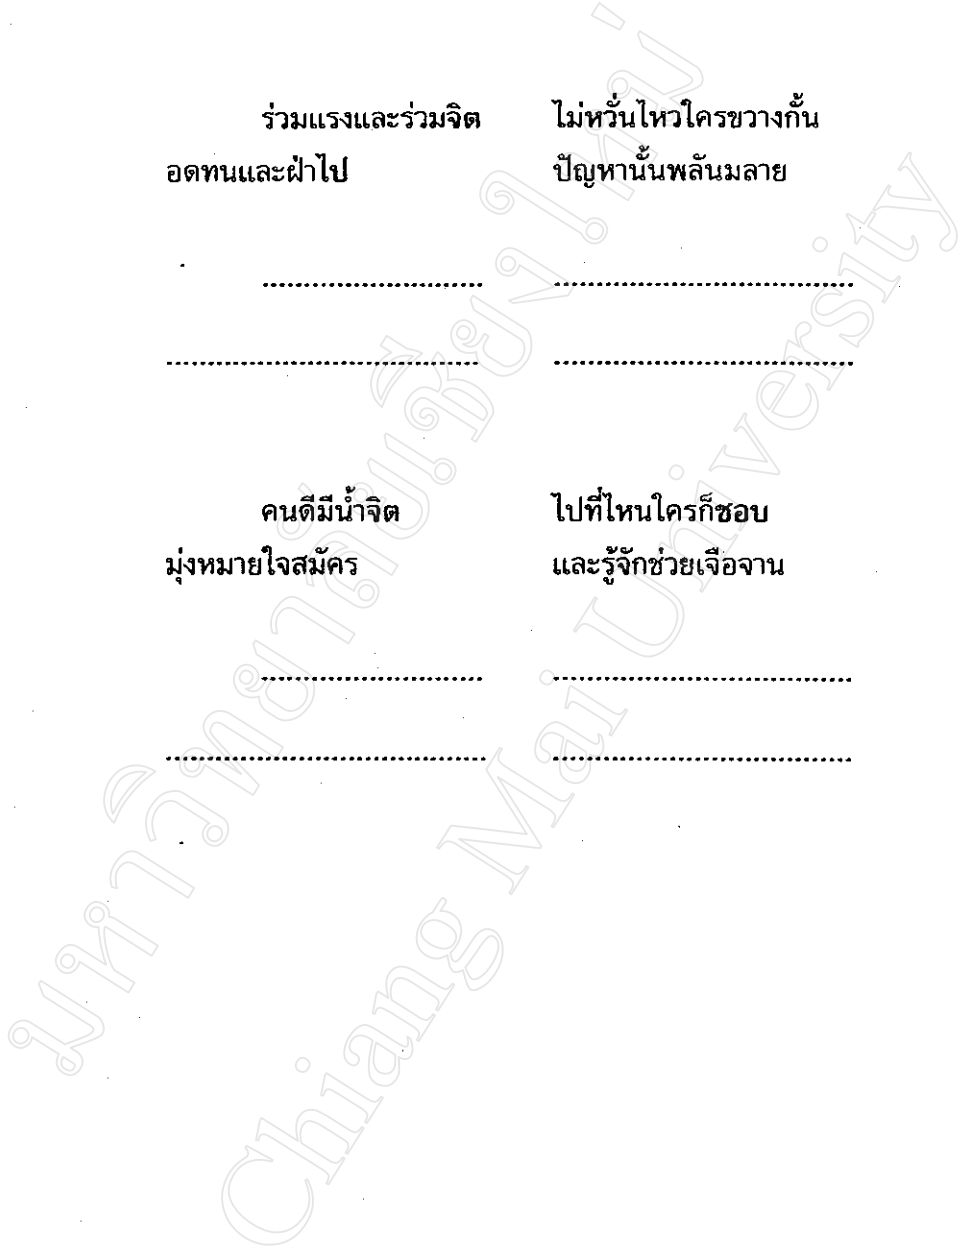 ร่วมแรงและร่วมจิต ไม่หวั่นไหวใครขวางกั้น
อดทนและฝ่าไป ปัญหานั้นพลันมลาย
.......................... ....................................
...................................... ....................................
คนดีมีน้ำจิต ไปที่ไหนใครก็ชอบ
มุ่งหมายใจสมัคร และรู้จักช่วยเจือจาน
.......................... ....................................
...................................... ....................................
มหาวิทยาลัยเชียงใหม่
Chiang Mai University